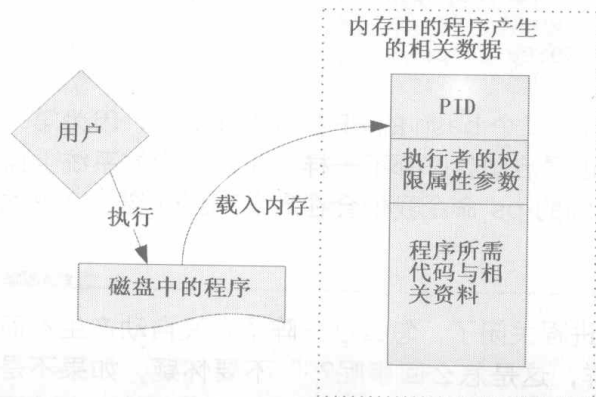 内存中的程序产生
的相关数据
PID
用户
执行者的权
限属性参数
执行
载入内存
程序所需
代码与相
关资料
磁盘中的程序